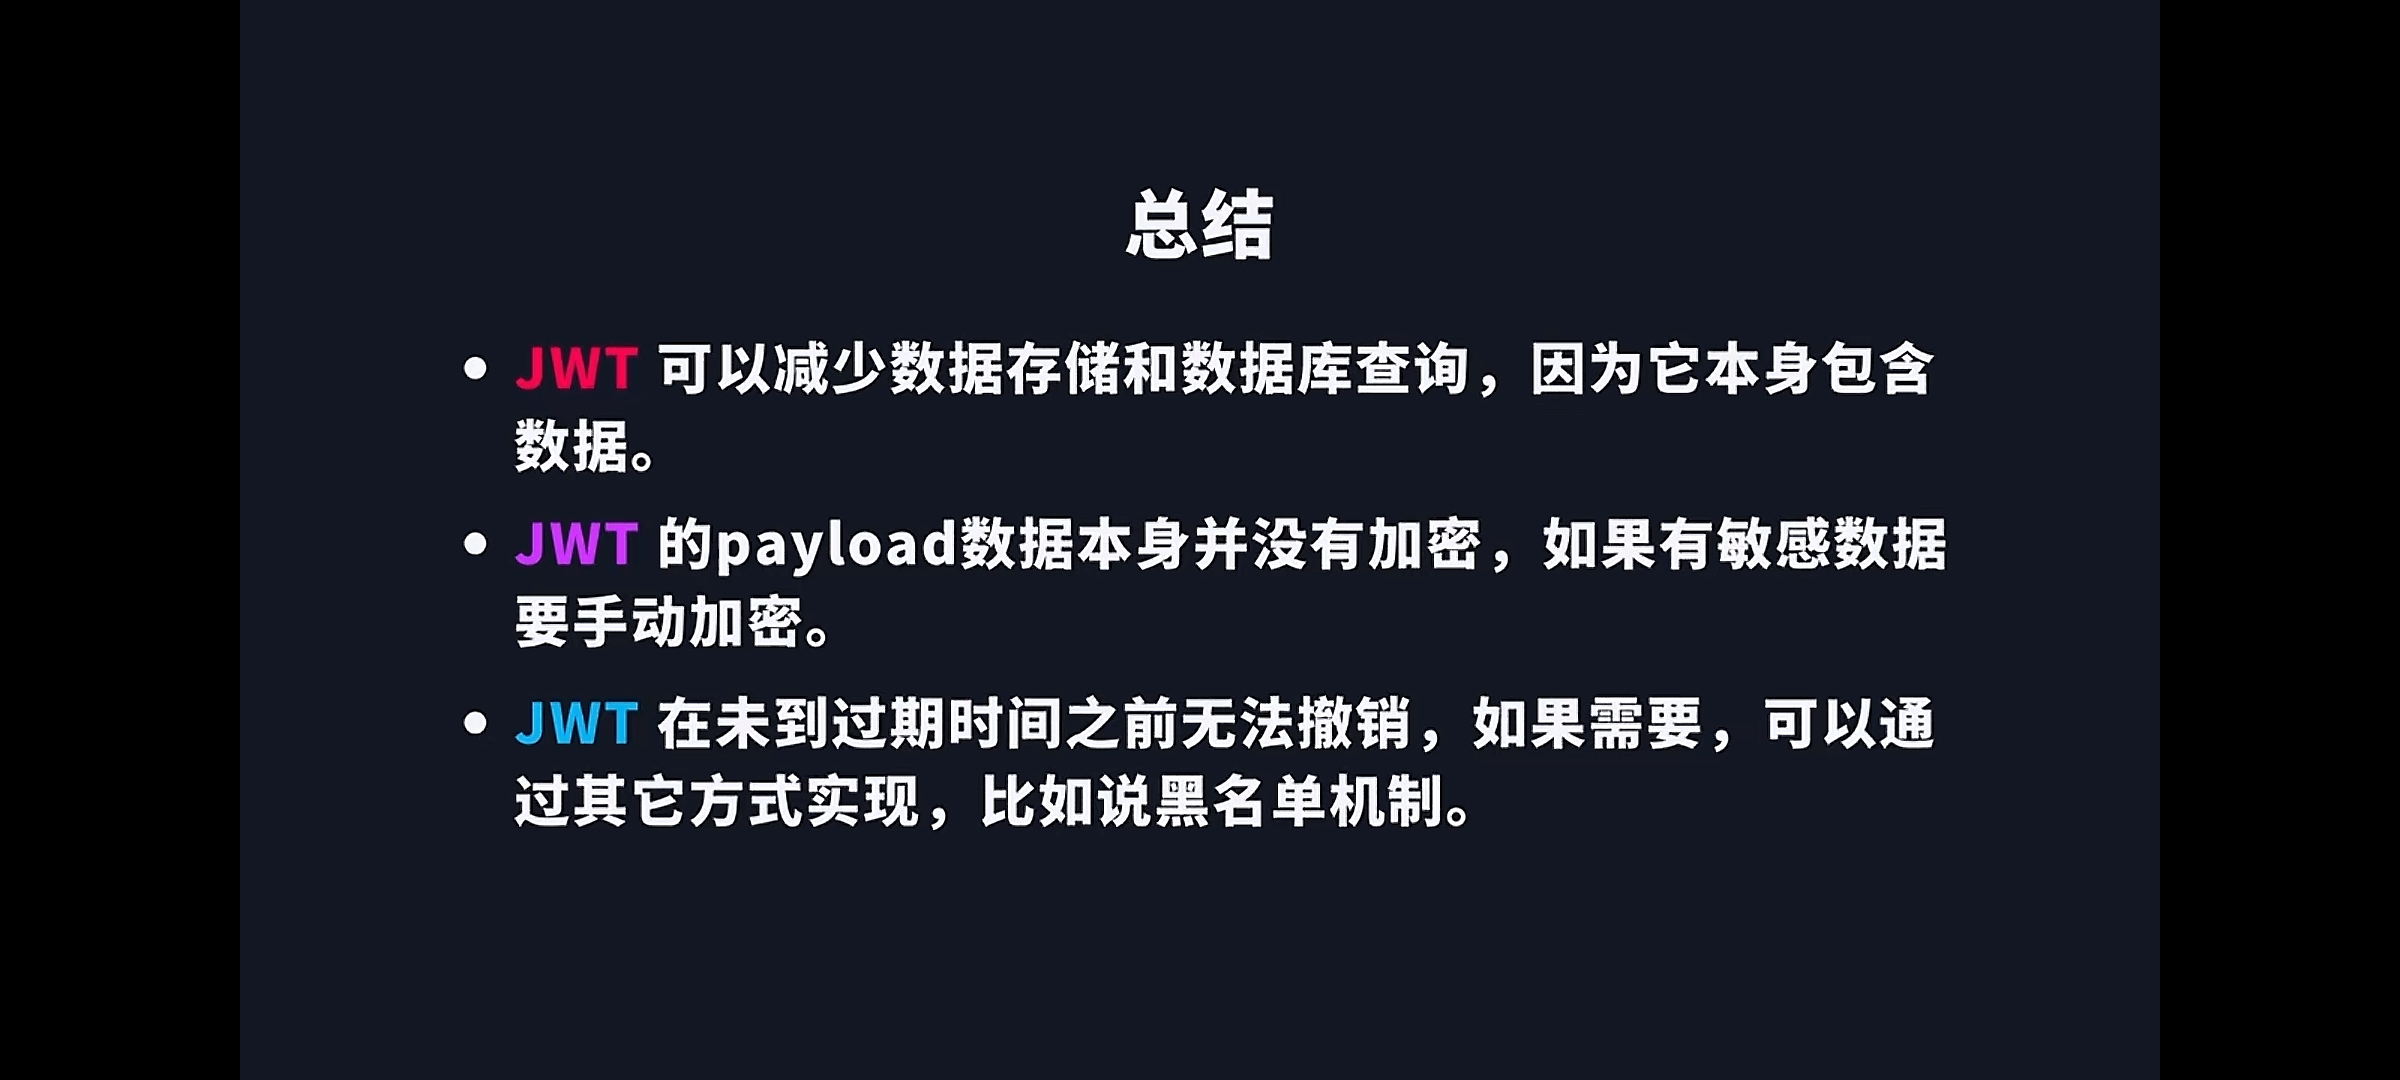 总结
• JWT 可以减少数据存储和数据库查询，因为它本身包含
数据。
• JWT 的payload数据本身并没有加密，如果有敏感数据
要手动加密。
• JWT 在未到过期时间之前无法撤销，如果需要，可以通
过其它方式实现，比如说黑名单机制。